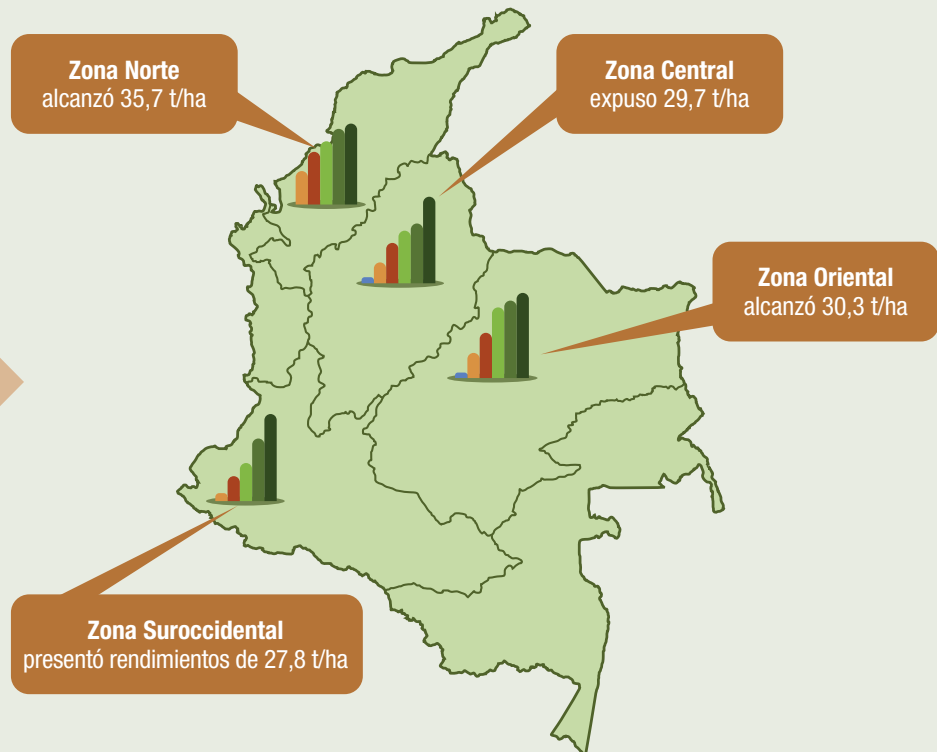 Zona Norte
alcanzó 35,7 t/ha
Zona Central
expuso 29,7 t/ha
Zona Oriental
alcanzó 30,3 t/ha
Zona Suroccidental
presentó rendimientos de 27,8 t/ha